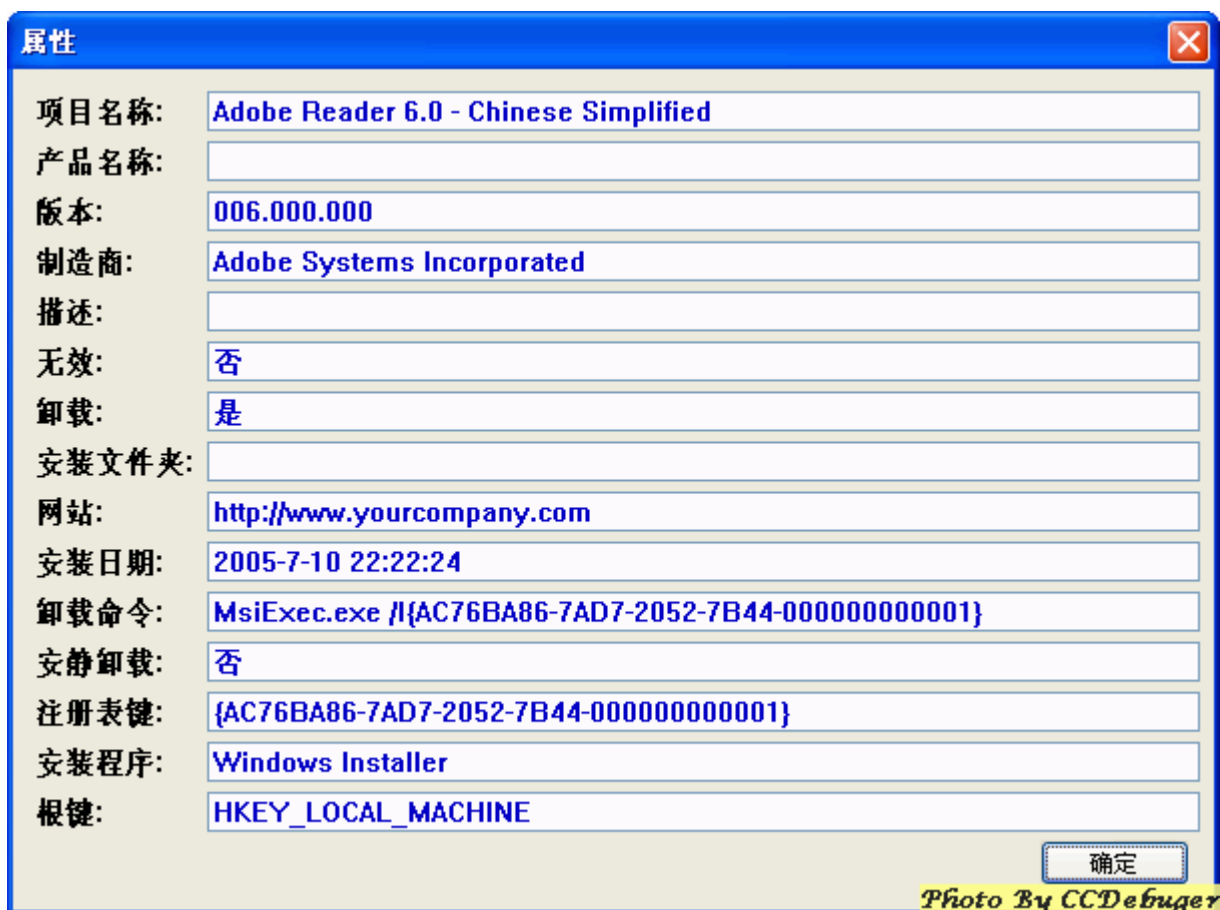 属性
项目名称: Adobe Reader 6.0 - Chinese Simplified
产品名称:
版本: 006.000.000
制造商: Adobe Systems Incorporated
描述:
无效: 否
卸载: 是
安装文件夹:
网站: http://www.yourcompany.com
安装日期: 2005-7-10 22:22:24
卸载命令: MsiExec.exe /I{AC76BA86-7AD7-2052-7B44-000000000001}
安静卸载: 否
注册表键: {AC76BA86-7AD7-2052-7B44-000000000001}
安装程序: Windows Installer
根键: HKEY_LOCAL_MACHINE
确定
Photo By CCDebuger